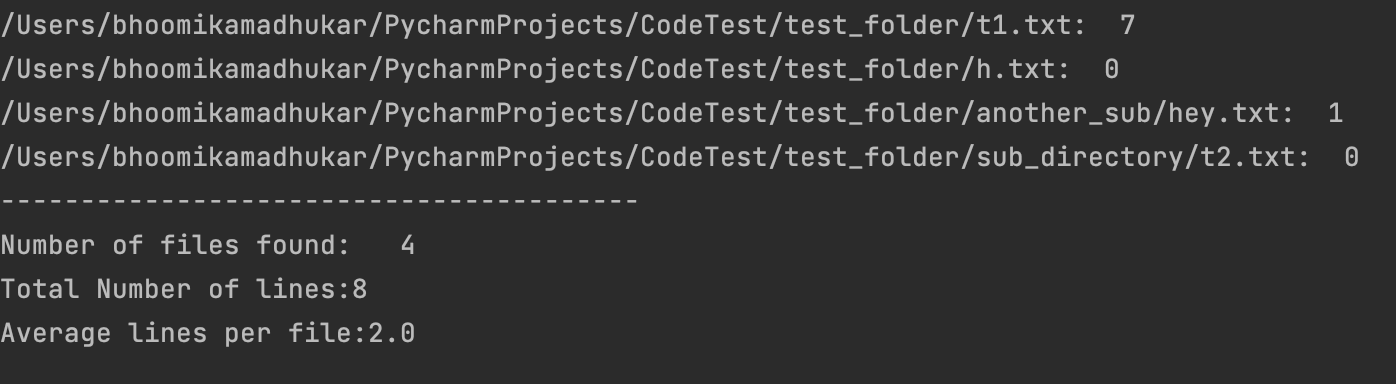 /Users/bhoomikamadhukar/PycharmProjects/CodeTest/test_folder/t1.txt:  7
/Users/bhoomikamadhukar/PycharmProjects/CodeTest/test_folder/h.txt:  0
/Users/bhoomikamadhukar/PycharmProjects/CodeTest/test_folder/another_sub/hey.txt:  1
/Users/bhoomikamadhukar/PycharmProjects/CodeTest/test_folder/sub_directory/t2.txt:  0
----------------------------------------
Number of files found:   4
Total Number of lines:8
Average lines per file:2.0